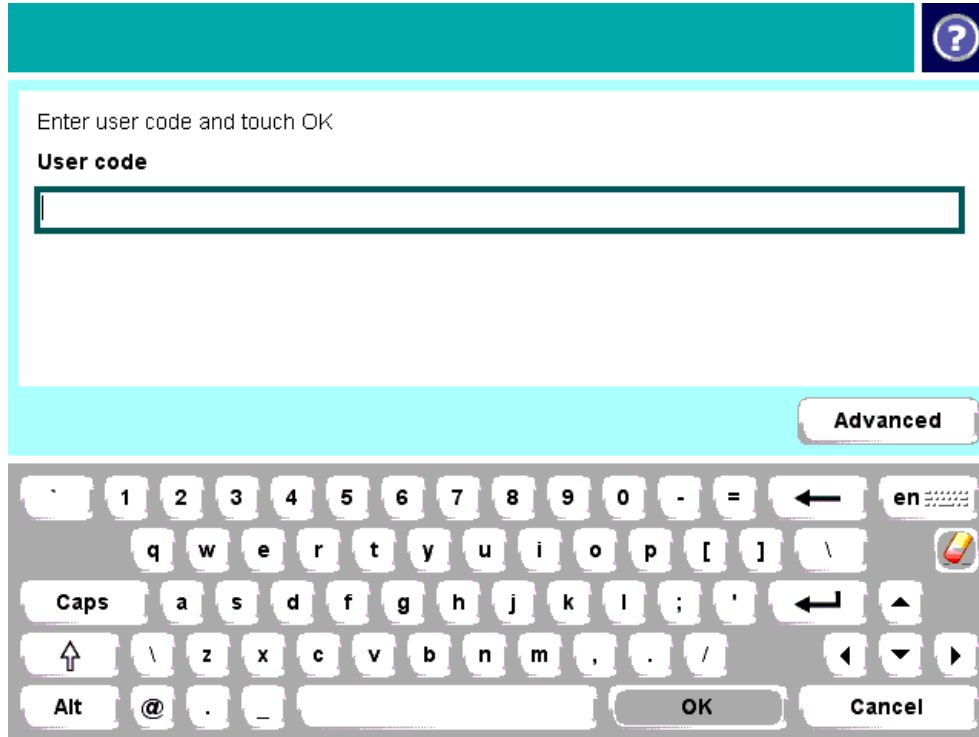 ?
Enter user code and touch OK
User code
Advanced
` 1 2 3 4 5 6 7 8 9 0 - = en
q w e r t y u i o p [ ] \
Caps a s d f g h j k l ; '
\ z x c v b n m , . /
Alt @ . _ OK Cancel